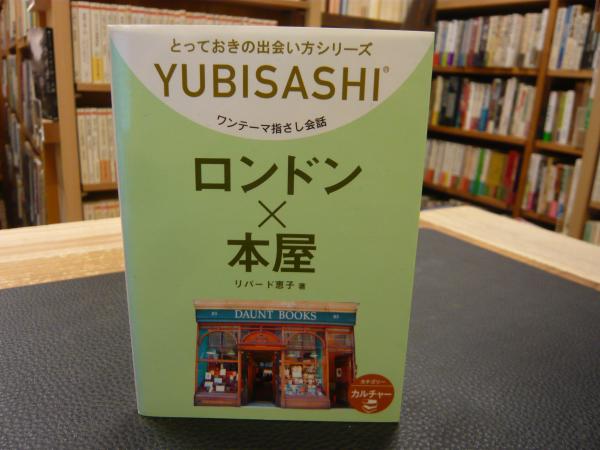 とっておきの出会い方シリーズ
YUBISASHI®
ワンテーマ指さし会話
ロンドン
×
本屋
リバード恵子 著
83 DAUNT BOOKS 83
カテゴリー
カルチャー